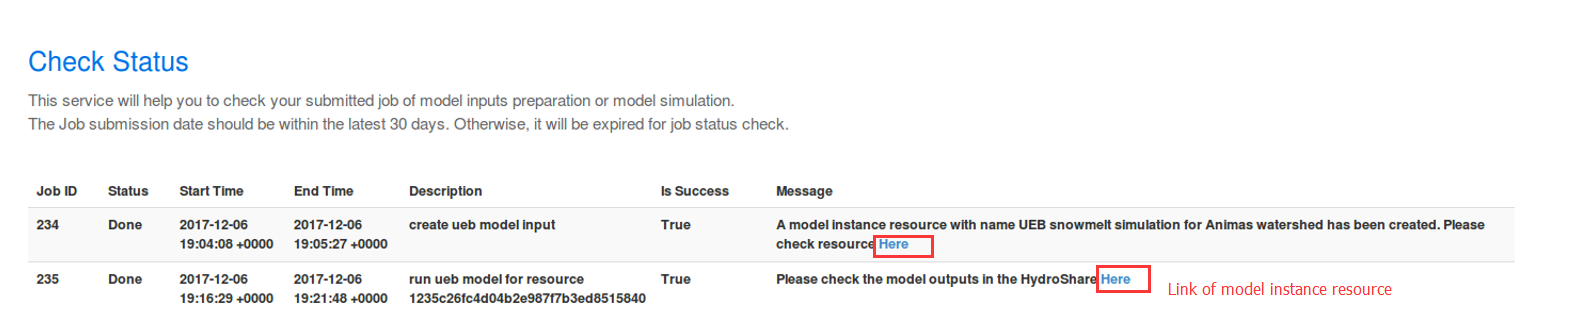 Check Status
This service will help you to check your submitted job of model inputs preparation or model simulation.
The Job submission date should be within the latest 30 days. Otherwise, it will be expired for job status check.
Job ID Status Start Time End Time Description Is Success Message
234 Done 2017-12-06 2017-12-06 create ueb model input True A model instance resource with name UEB snowmelt simulation for Animas watershed has been created. Please
19:04:08 +0000 19:05:27 +0000 check resource Here
235 Done 2017-12-06 2017-12-06 run ueb model for resource True Please check the model outputs in the HydroShare Here
19:16:29 +0000 19:21:48 +0000 1235c26fc4d04b2e987f7b3ed8515840
Link of model instance resource